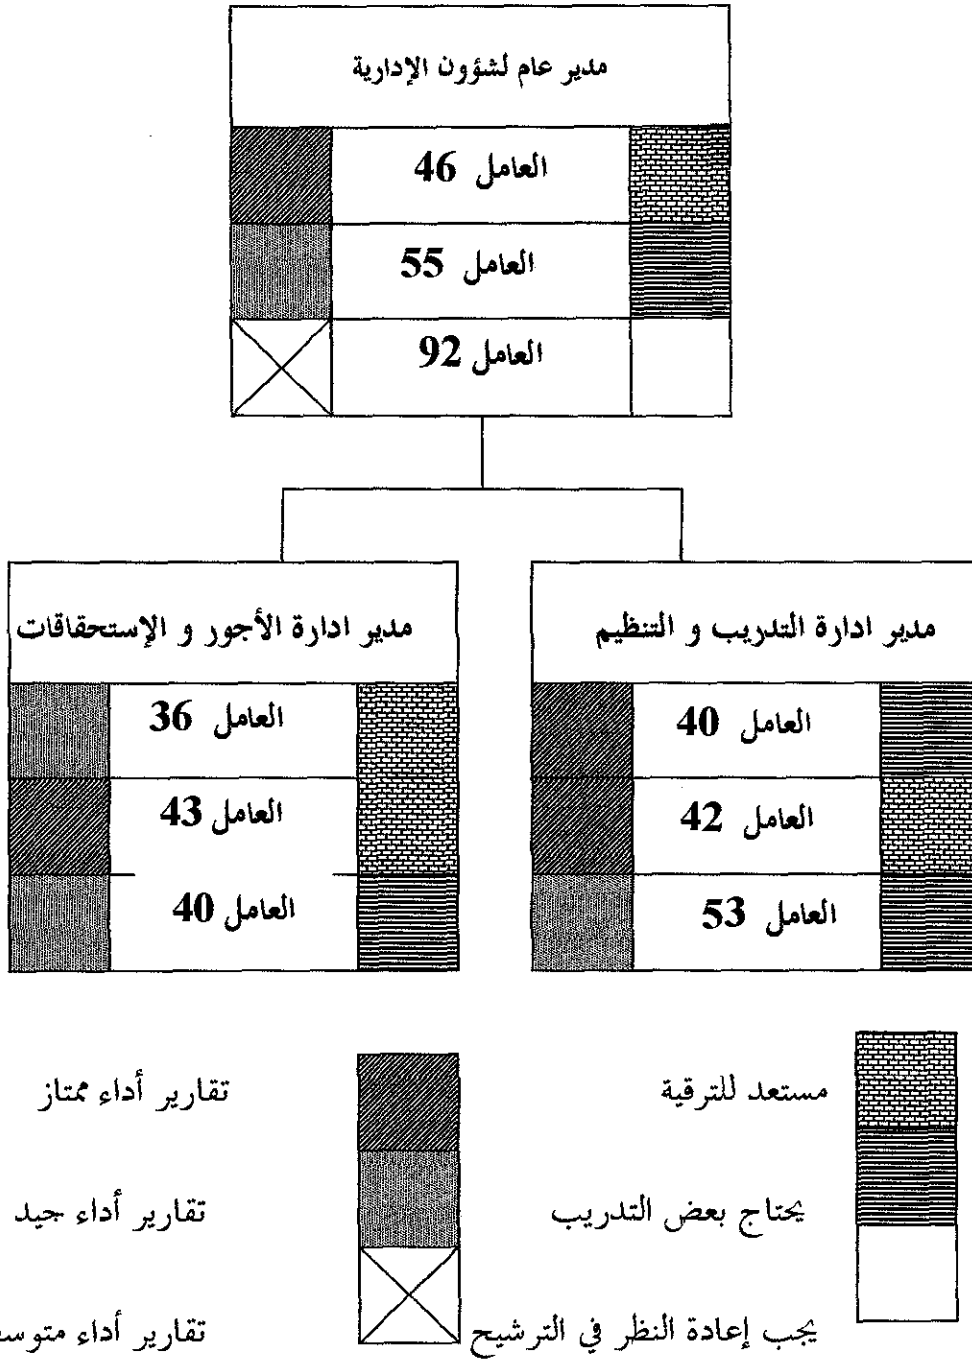 مدير عام لشؤون الإدارية
العامل 46
العامل 55
العامل 92
مدير ادارة التدريب و التنظيم
العامل 40
العامل 42
العامل 53
مدير ادارة الأجور و الإستحقاقات
العامل 36
العامل 43
العامل 40
مستعد للترقية
يحتاج بعض التدريب
يجب إعادة النظر في الترشيح
تقارير أداء ممتاز
تقارير أداء جيد
تقارير أداء متوسط